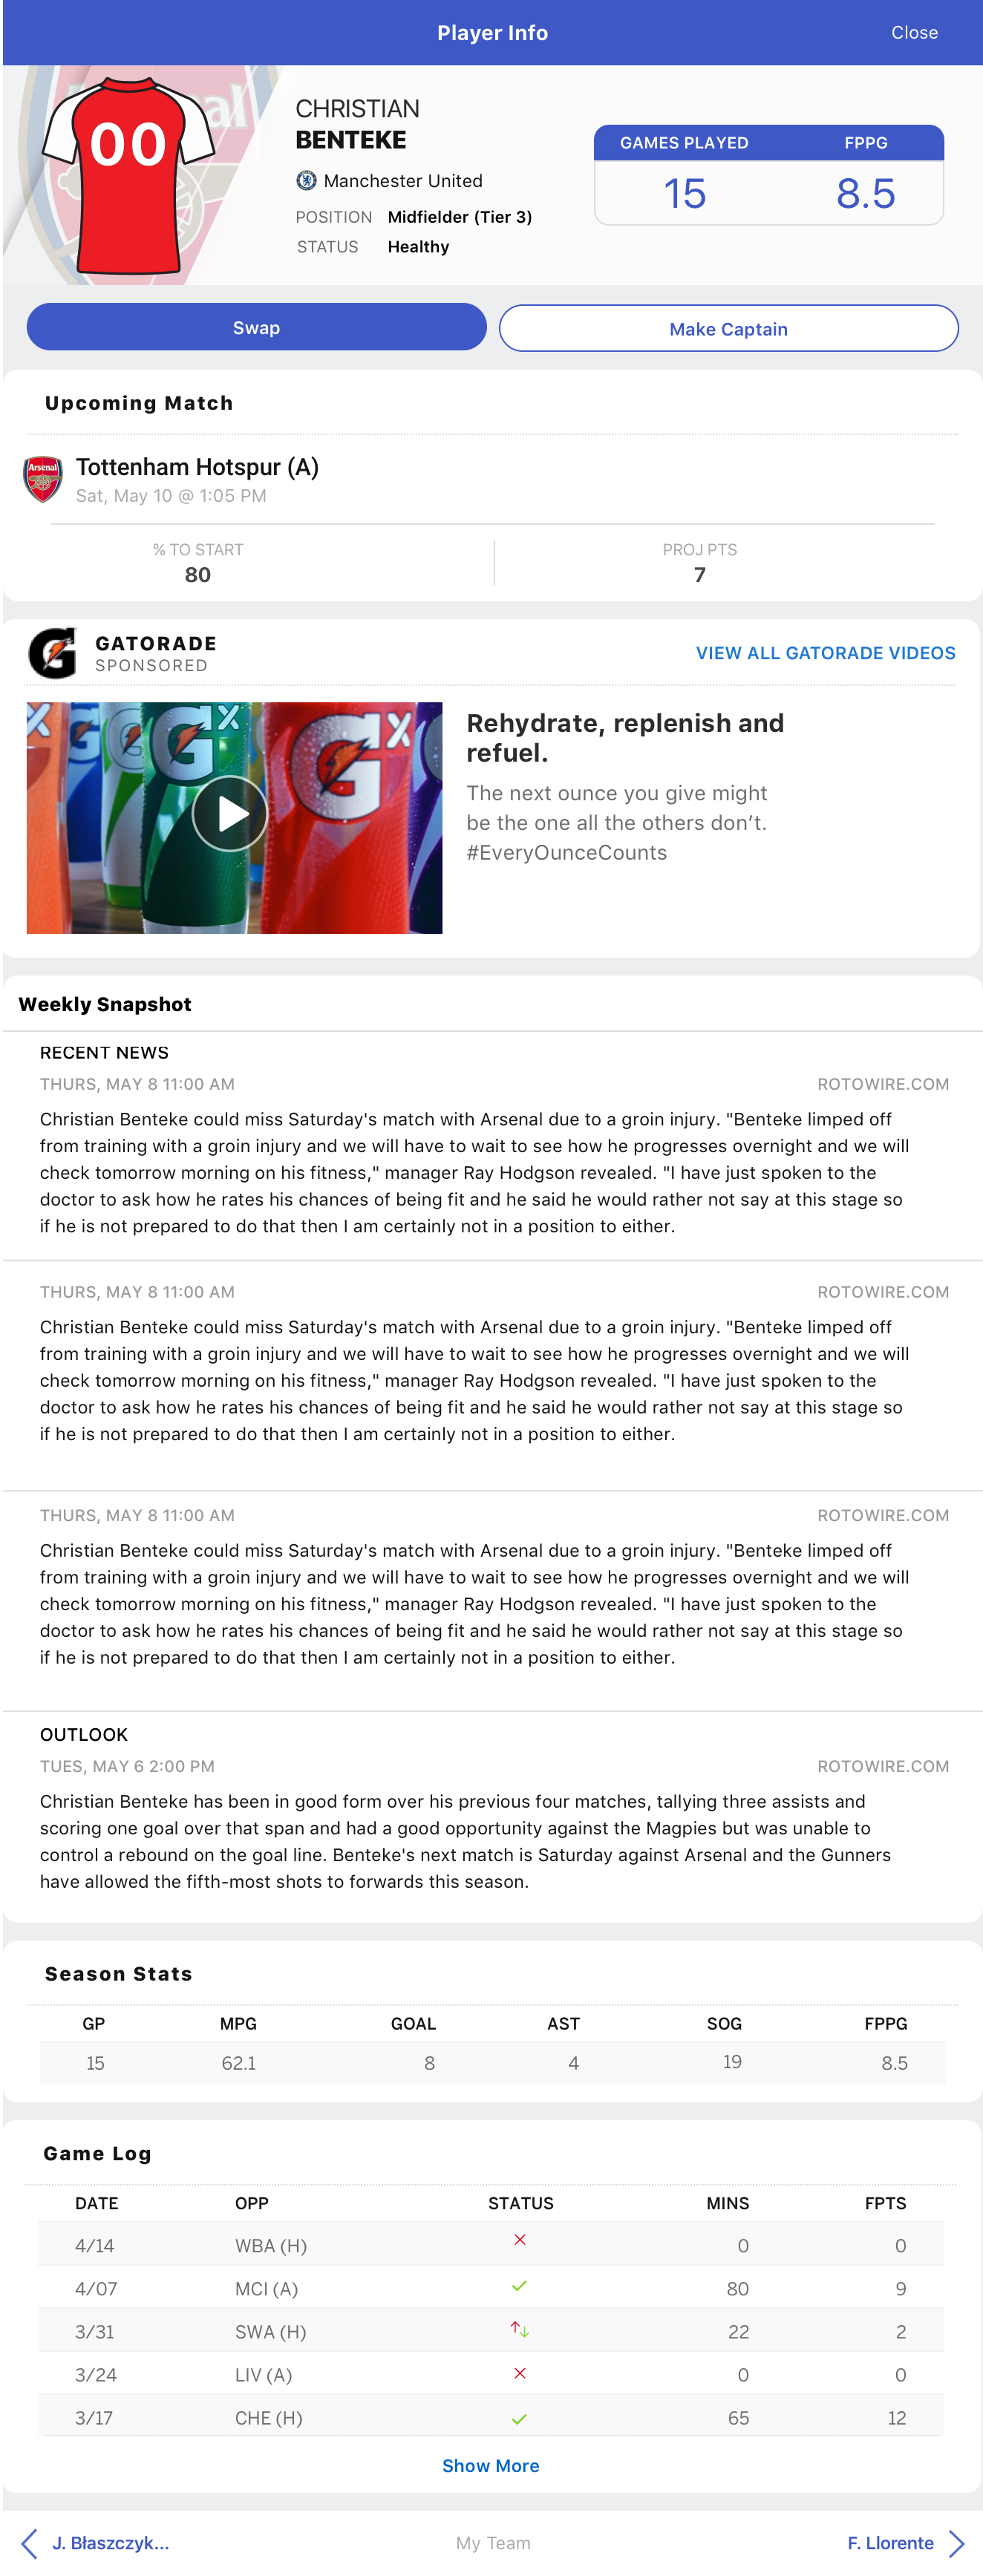 Player Info
Close
00
al
CHRISTIAN
BENTEKE
Manchester United
POSITION Midfielder (Tier 3)
STATUS Healthy
GAMES PLAYED FPPG
15 8.5
Swap
Make Captain
Upcoming Match
Arsenal
Tottenham Hotspur (A)
Sat, May 10 @ 1:05 PM
% TO START PROJ PTS
80 7
G
GATORADE
SPONSORED
VIEW ALL GATORADE VIDEOS
G X G X
Rehydrate, replenish and
refuel.
The next ounce you give might
be the one all the others don’t.
#EveryOunceCounts
Weekly Snapshot
RECENT NEWS
THURS, MAY 8 11:00 AM ROTOWIRE.COM
Christian Benteke could miss Saturday's match with Arsenal due to a groin injury. "Benteke limped off
from training with a groin injury and we will have to wait to see how he progresses overnight and we will
check tomorrow morning on his fitness," manager Ray Hodgson revealed. "I have just spoken to the
doctor to ask how he rates his chances of being fit and he said he would rather not say at this stage so
if he is not prepared to do that then I am certainly not in a position to either.
THURS, MAY 8 11:00 AM ROTOWIRE.COM
Christian Benteke could miss Saturday's match with Arsenal due to a groin injury. "Benteke limped off
from training with a groin injury and we will have to wait to see how he progresses overnight and we will
check tomorrow morning on his fitness," manager Ray Hodgson revealed. "I have just spoken to the
doctor to ask how he rates his chances of being fit and he said he would rather not say at this stage so
if he is not prepared to do that then I am certainly not in a position to either.
THURS, MAY 8 11:00 AM ROTOWIRE.COM
Christian Benteke could miss Saturday's match with Arsenal due to a groin injury. "Benteke limped off
from training with a groin injury and we will have to wait to see how he progresses overnight and we will
check tomorrow morning on his fitness," manager Ray Hodgson revealed. "I have just spoken to the
doctor to ask how he rates his chances of being fit and he said he would rather not say at this stage so
if he is not prepared to do that then I am certainly not in a position to either.
OUTLOOK
TUES, MAY 6 2:00 PM ROTOWIRE.COM
Christian Benteke has been in good form over his previous four matches, tallying three assists and
scoring one goal over that span and had a good opportunity against the Magpies but was unable to
control a rebound on the goal line. Benteke's next match is Saturday against Arsenal and the Gunners
have allowed the fifth-most shots to forwards this season.
Season Stats
GP MPG GOAL AST SOG FPPG
15 62.1 8 4 19 8.5
Game Log
DATE OPP STATUS MINS FPTS
4/14 WBA (H) 0 0
4/07 MCI (A) 80 9
3/31 SWA (H) 22 2
3/24 LIV (A) 0 0
3/17 CHE (H) 65 12
Show More
J. Błaszczyk...
My Team
F. Llorente